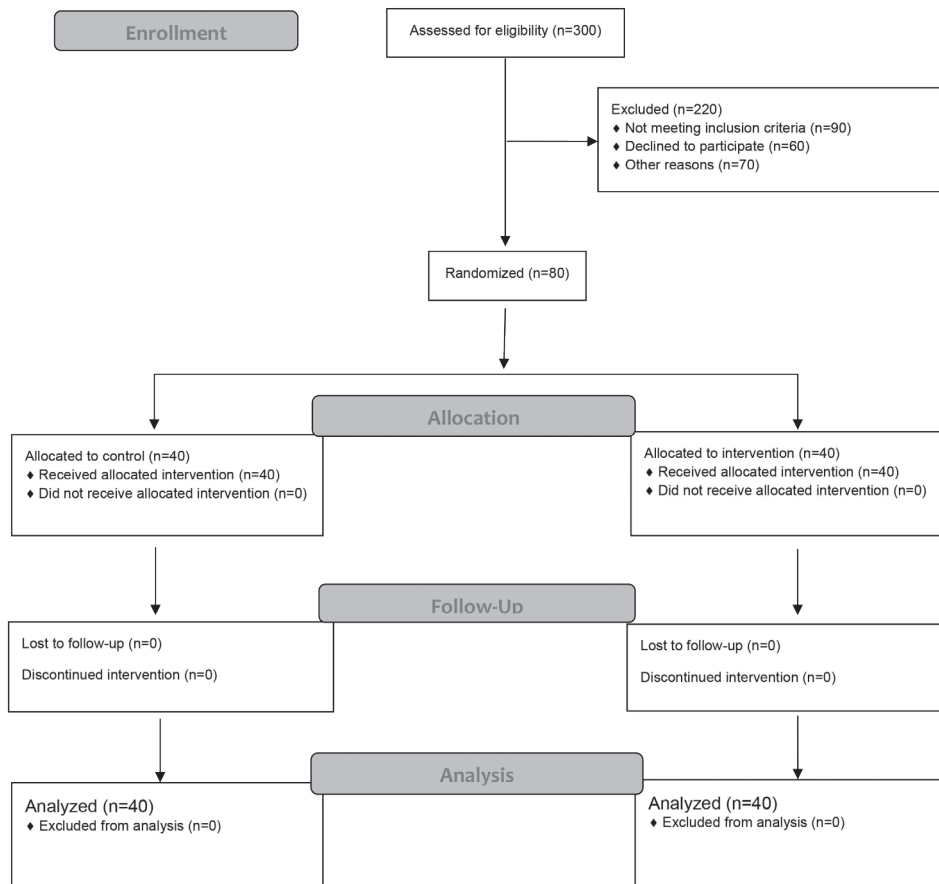 Enrollment
Assessed for eligibility (n=300)
Excluded (n=220)
♦ Not meeting inclusion criteria (n=90)
♦ Declined to participate (n=60)
♦ Other reasons (n=70)
Randomized (n=80)
Allocation
Allocated to control (n=40)
♦ Received allocated intervention (n=40)
♦ Did not receive allocated intervention (n=0)
Allocated to intervention (n=40)
♦ Received allocated intervention (n=40)
♦ Did not receive allocated intervention (n=0)
Follow-Up
Lost to follow-up (n=0)
Discontinued intervention (n=0)
Lost to follow-up (n=0)
Discontinued intervention (n=0)
Analysis
Analyzed (n=40)
♦ Excluded from analysis (n=0)
Analyzed (n=40)
♦ Excluded from analysis (n=0)